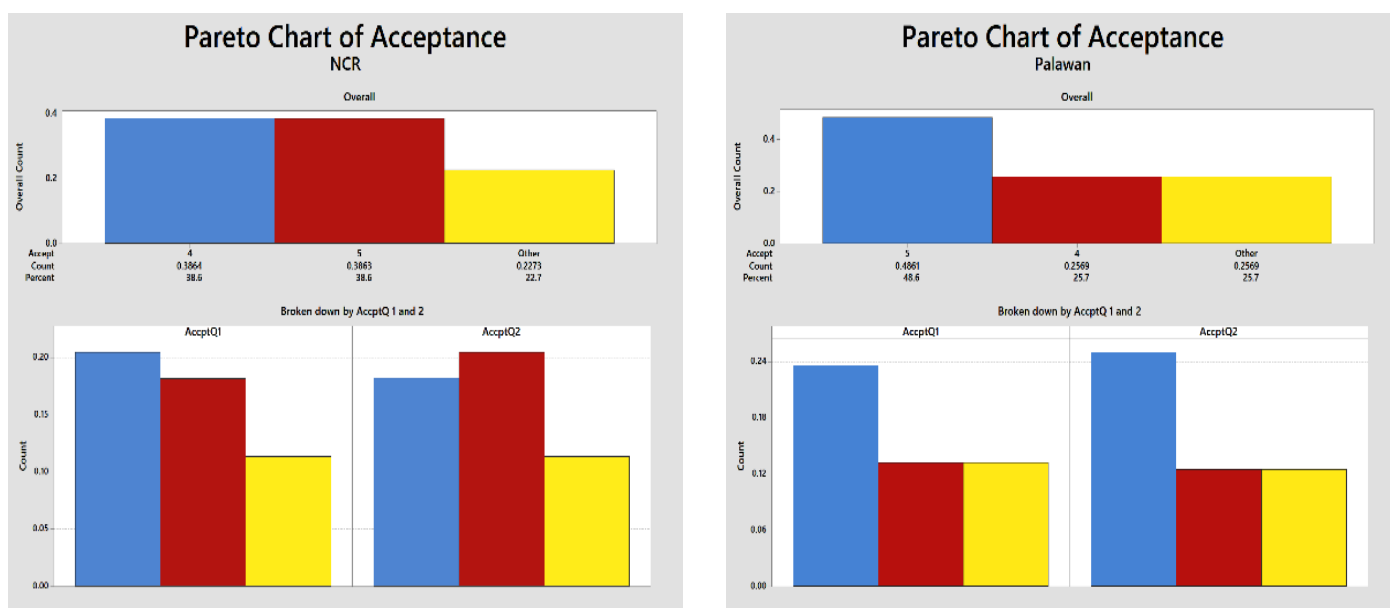 Pareto Chart of Acceptance
NCR
Overall
Overall Count
0.4
0.2
0.0
Accept 4 5 Other
Count 0.3864 0.3863 0.2273
Percent 38.6 38.6 22.7
Broken down by AccptQ 1 and 2
AccptQ1 AccptQ2
Count
0.20
0.15
0.10
0.05
0.00
Pareto Chart of Acceptance
Palawan
Overall
Overall Count
0.4
0.2
0.0
Accept 5 4 Other
Count 0.4861 0.2569 0.2569
Percent 48.6 25.7 25.7
Broken down by AccptQ 1 and 2
AccptQ1 AccptQ2
Count
0.24
0.18
0.12
0.06
0.00